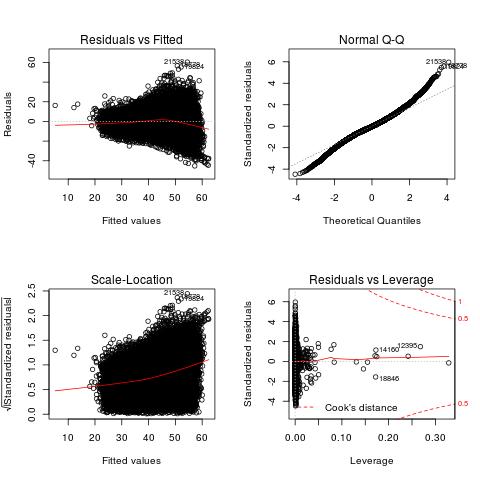 Residuals vs Fitted
Residuals
60
20
0
-40
21538
19824
10 20 30 40 50 60
Fitted values
Normal Q-Q
Standardized residuals
6
4
2
0
-2
-4
21538
-4 -2 0 2 4
Theoretical Quantiles
Scale-Location
√|Standardized residuals|
2.5
2.0
1.5
1.0
0.5
0.0
21538
19824
10 20 30 40 50 60
Fitted values
Residuals vs Leverage
Standardized residuals
6
4
2
0
-2
-4
1
0.5
14160
12395
18846
0.5
Cook's distance
0.00 0.10 0.20 0.30
Leverage